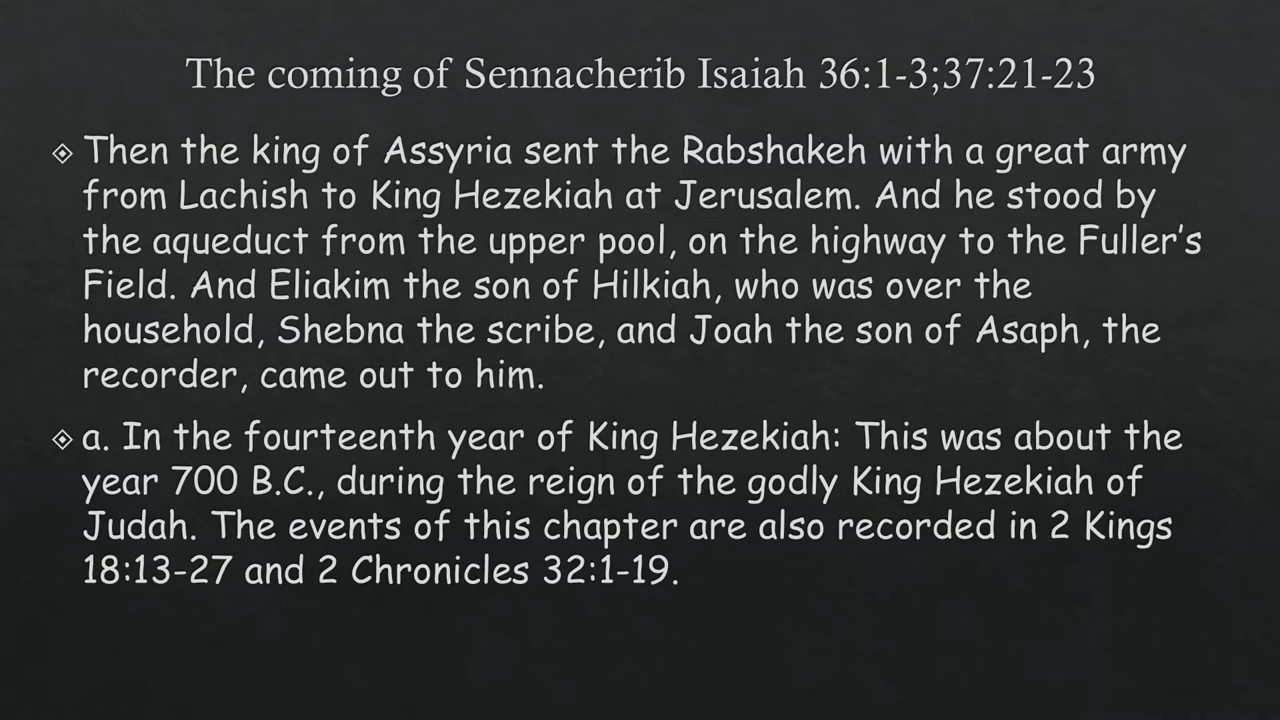 The coming of Sennacherib Isaiah 36:1-3;37:21-23
Then the king of Assyria sent the Rabshakeh with a great army
from Lachish to King Hezekiah at Jerusalem. And he stood by
the aqueduct from the upper pool, on the highway to the Fuller’s
Field. And Eliakim the son of Hilkiah, who was over the
household, Shebna the scribe, and Joah the son of Asaph, the
recorder, came out to him.
a. In the fourteenth year of King Hezekiah: This was about the
year 700 B.C., during the reign of the godly King Hezekiah of
Judah. The events of this chapter are also recorded in 2 Kings
18:13-27 and 2 Chronicles 32:1-19.